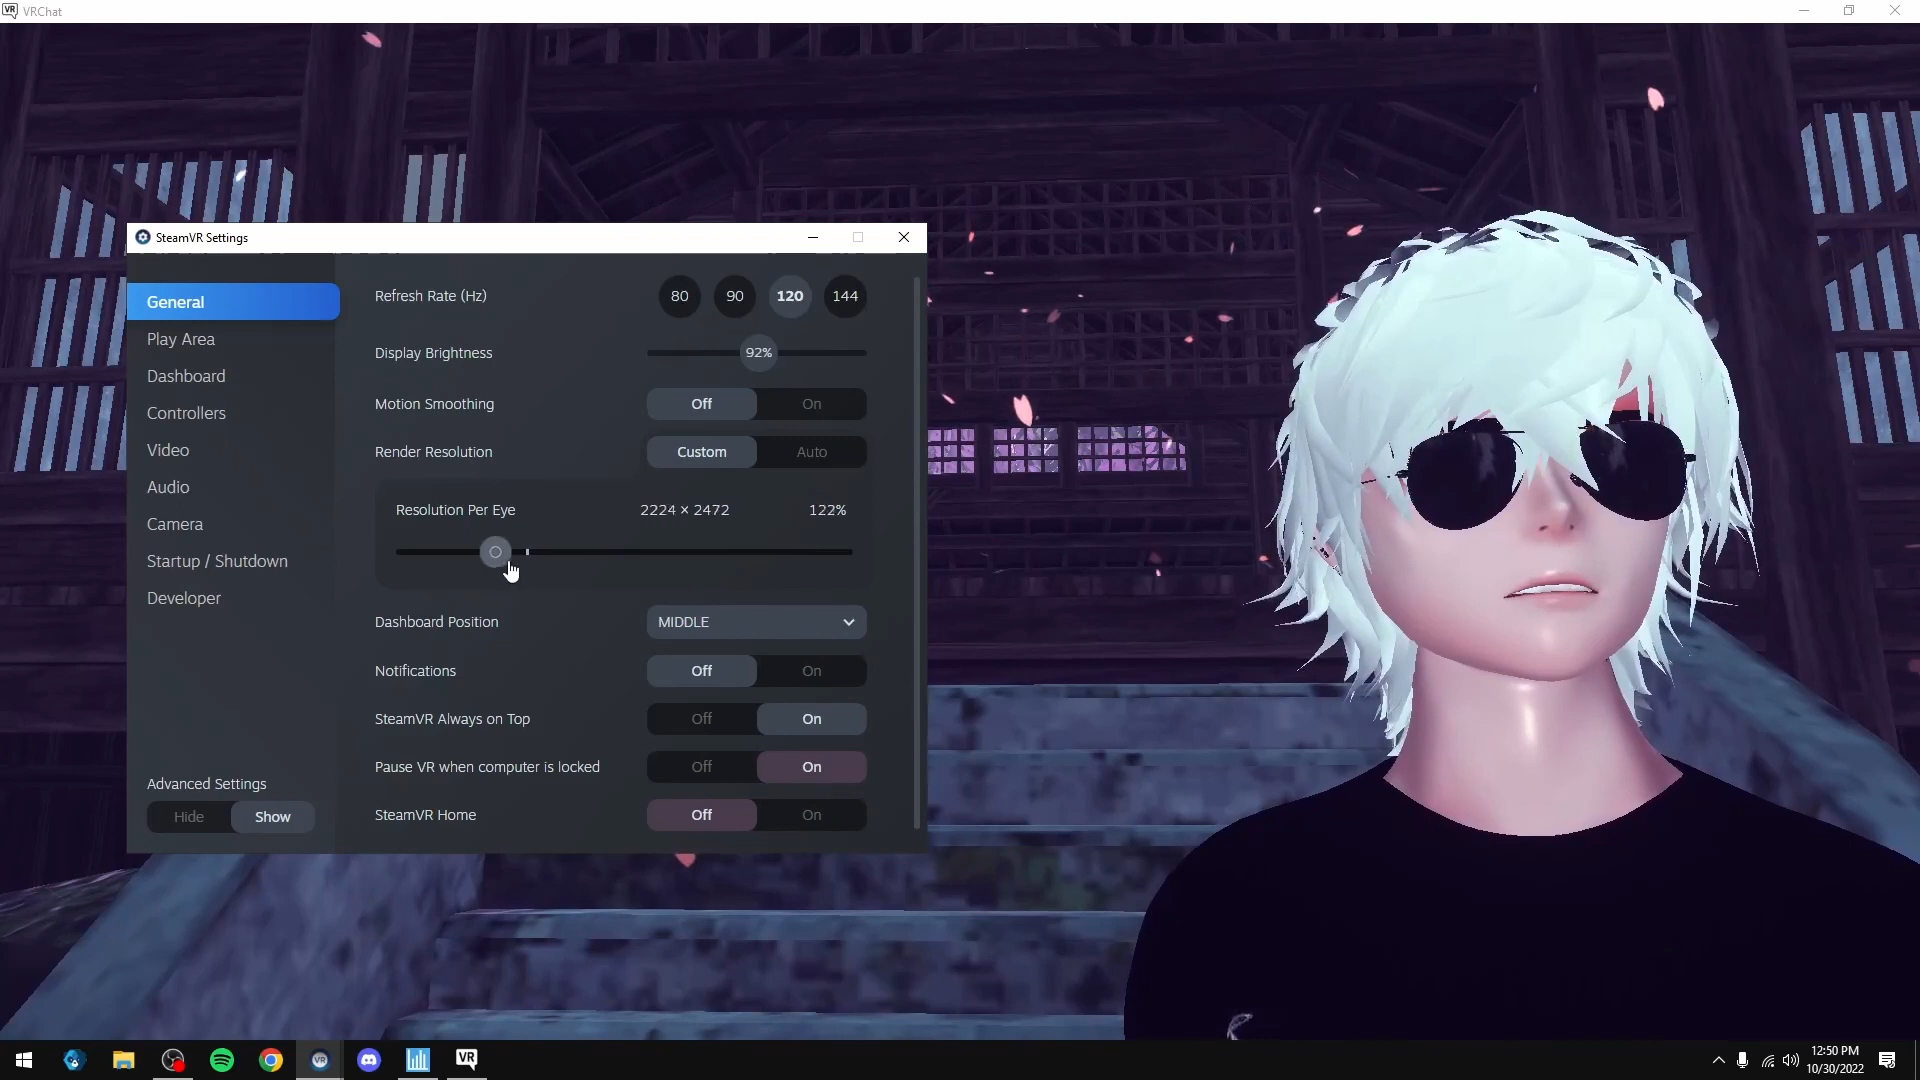 VRChat
SteamVR Settings
General
Play Area
Dashboard
Controllers
Video
Audio
Camera
Startup / Shutdown
Developer
Advanced Settings
Hide Show
Refresh Rate (Hz) 80 90 120 144
Display Brightness 92%
Motion Smoothing Off On
Render Resolution Custom Auto
Resolution Per Eye 2224 × 2472 122%
Dashboard Position MIDDLE
Notifications Off On
SteamVR Always on Top Off On
Pause VR when computer is locked Off On
SteamVR Home Off On
VR
VR
12:50 PM
10/30/2022